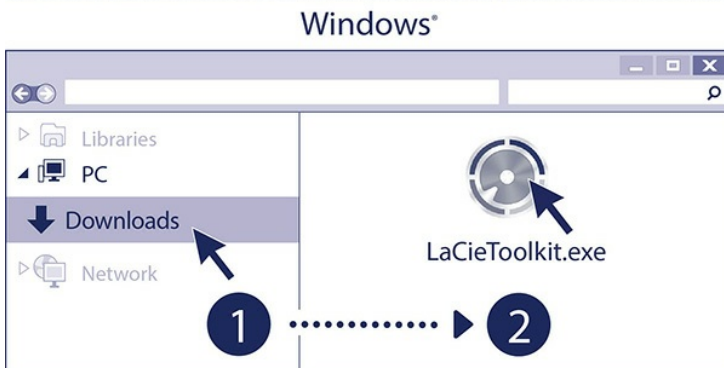 Windows®
Libraries
PC
Downloads
LaCieToolkit.exe
Network
1
2